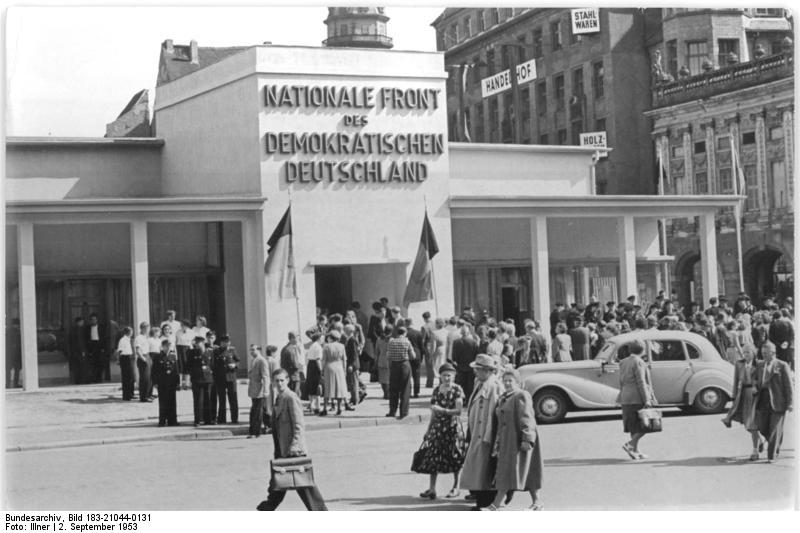 STAHL-
WAREN
HANDELSHOF
NATIONALE FRONT
DES
DEMOKRATISCHEN
DEUTSCHLAND
HOLZ-
Bundesarchiv, Bild 183-21044-0131
Foto: Illner | 2. September 1953